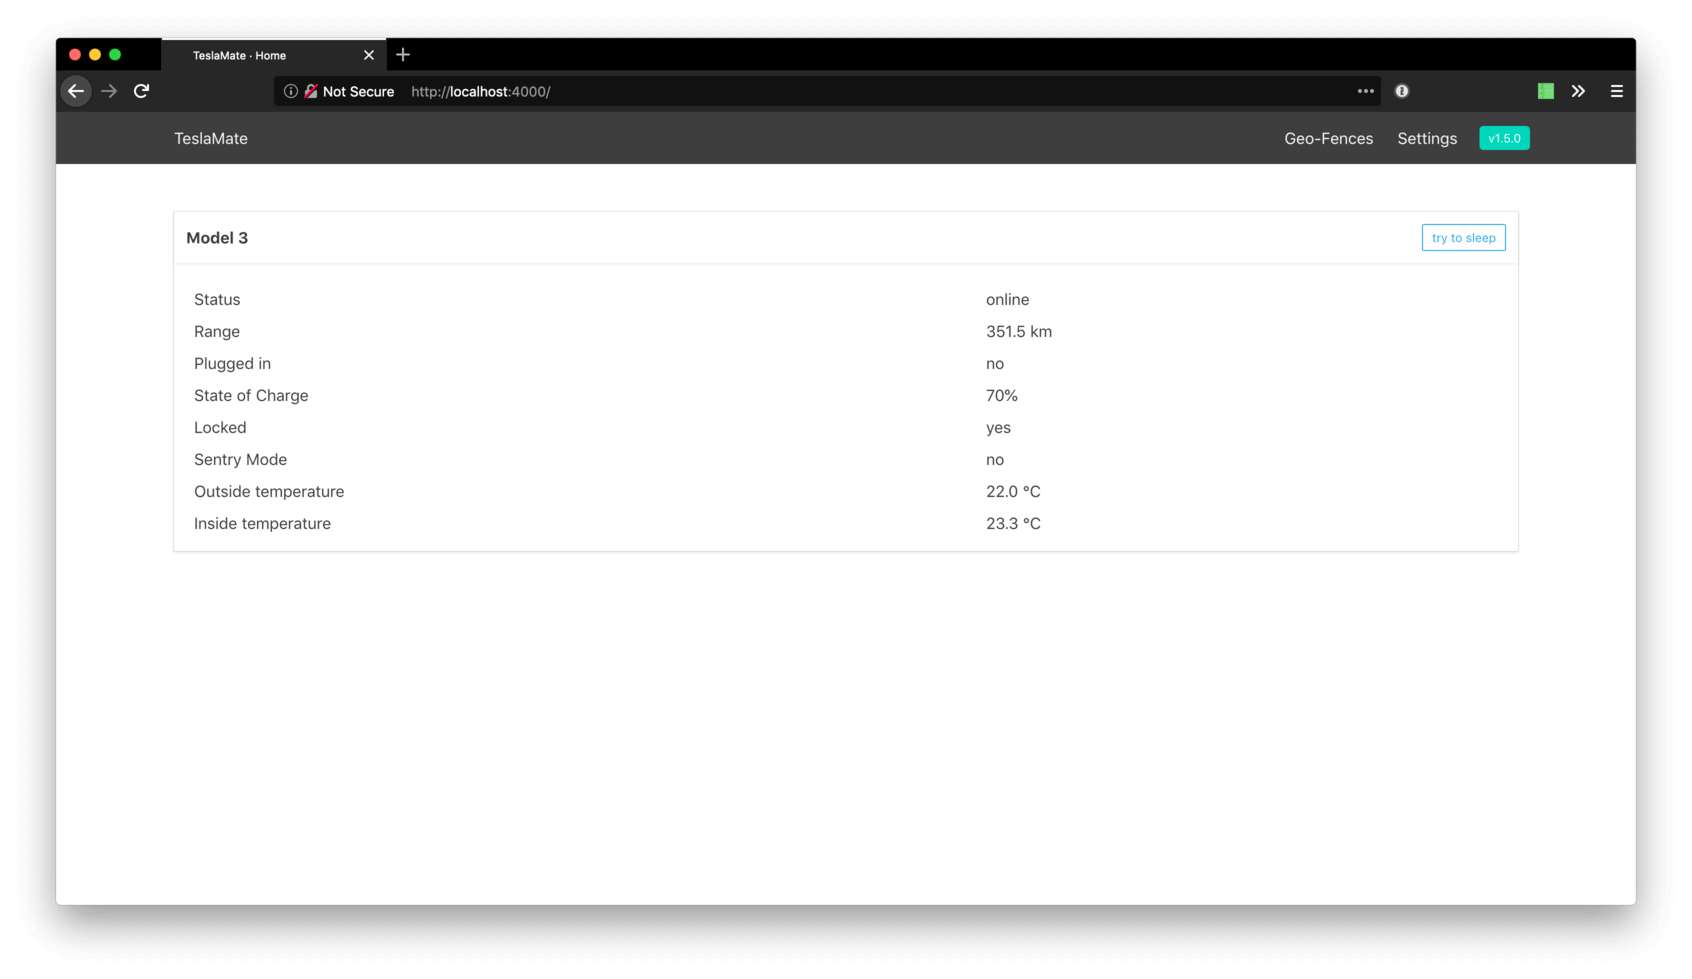 TeslaMate · Home
Not Secure http://localhost:4000/
TeslaMate Geo-Fences Settings v1.5.0
Model 3 try to sleep
Status online
Range 351.5 km
Plugged in no
State of Charge 70%
Locked yes
Sentry Mode no
Outside temperature 22.0 ºC
Inside temperature 23.3 ºC